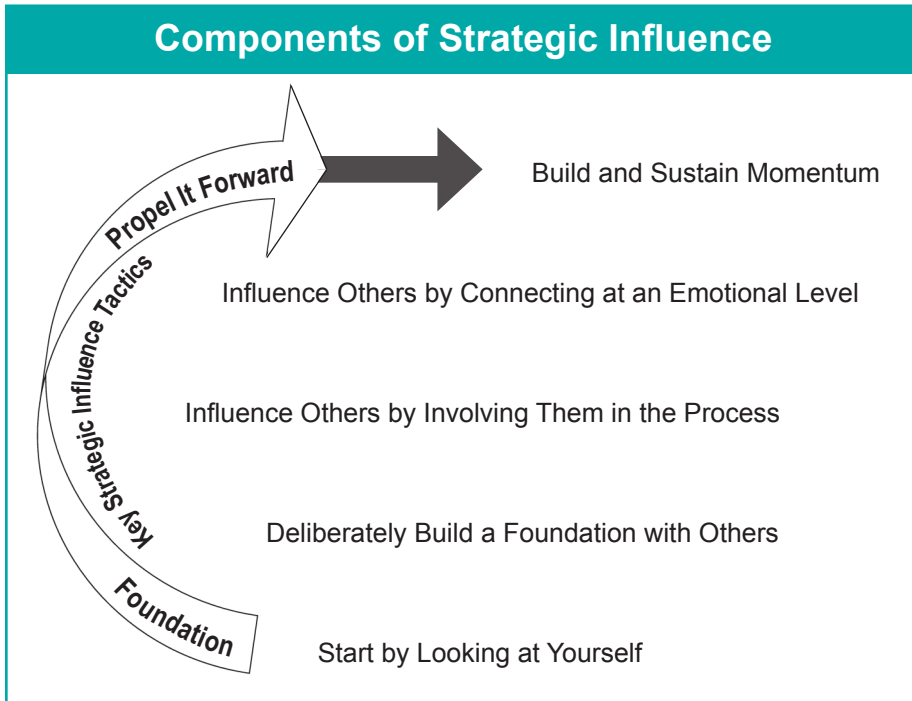 Components of Strategic Influence
Propel It Forward
Build and Sustain Momentum
Influence Others by Connecting at an Emotional Level
Key Strategic Influence Tactics
Influence Others by Involving Them in the Process
Deliberately Build a Foundation with Others
Foundation
Start by Looking at Yourself